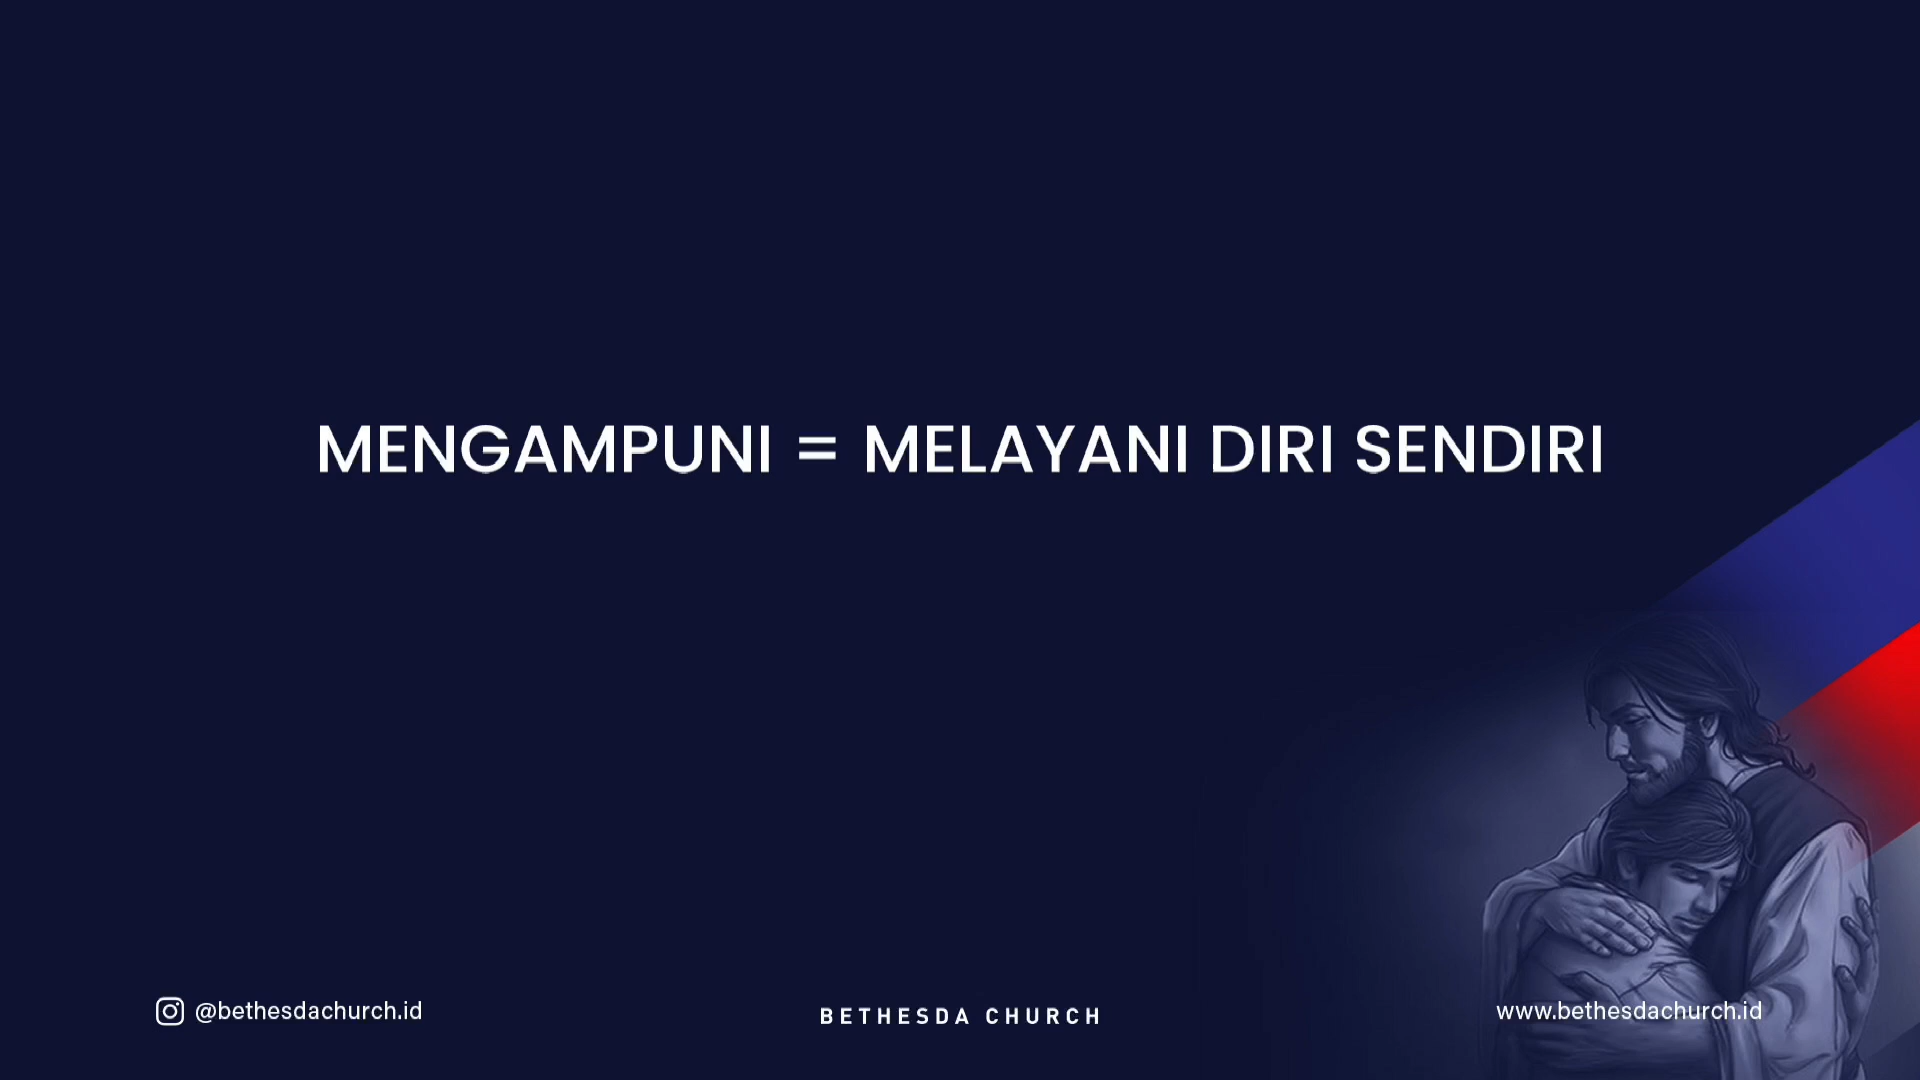 MENGAMPUNI = MELAYANI DIRI SENDIRI
@bethesdachurch.id
BETHESDA CHURCH
www.bethesdachurch.id